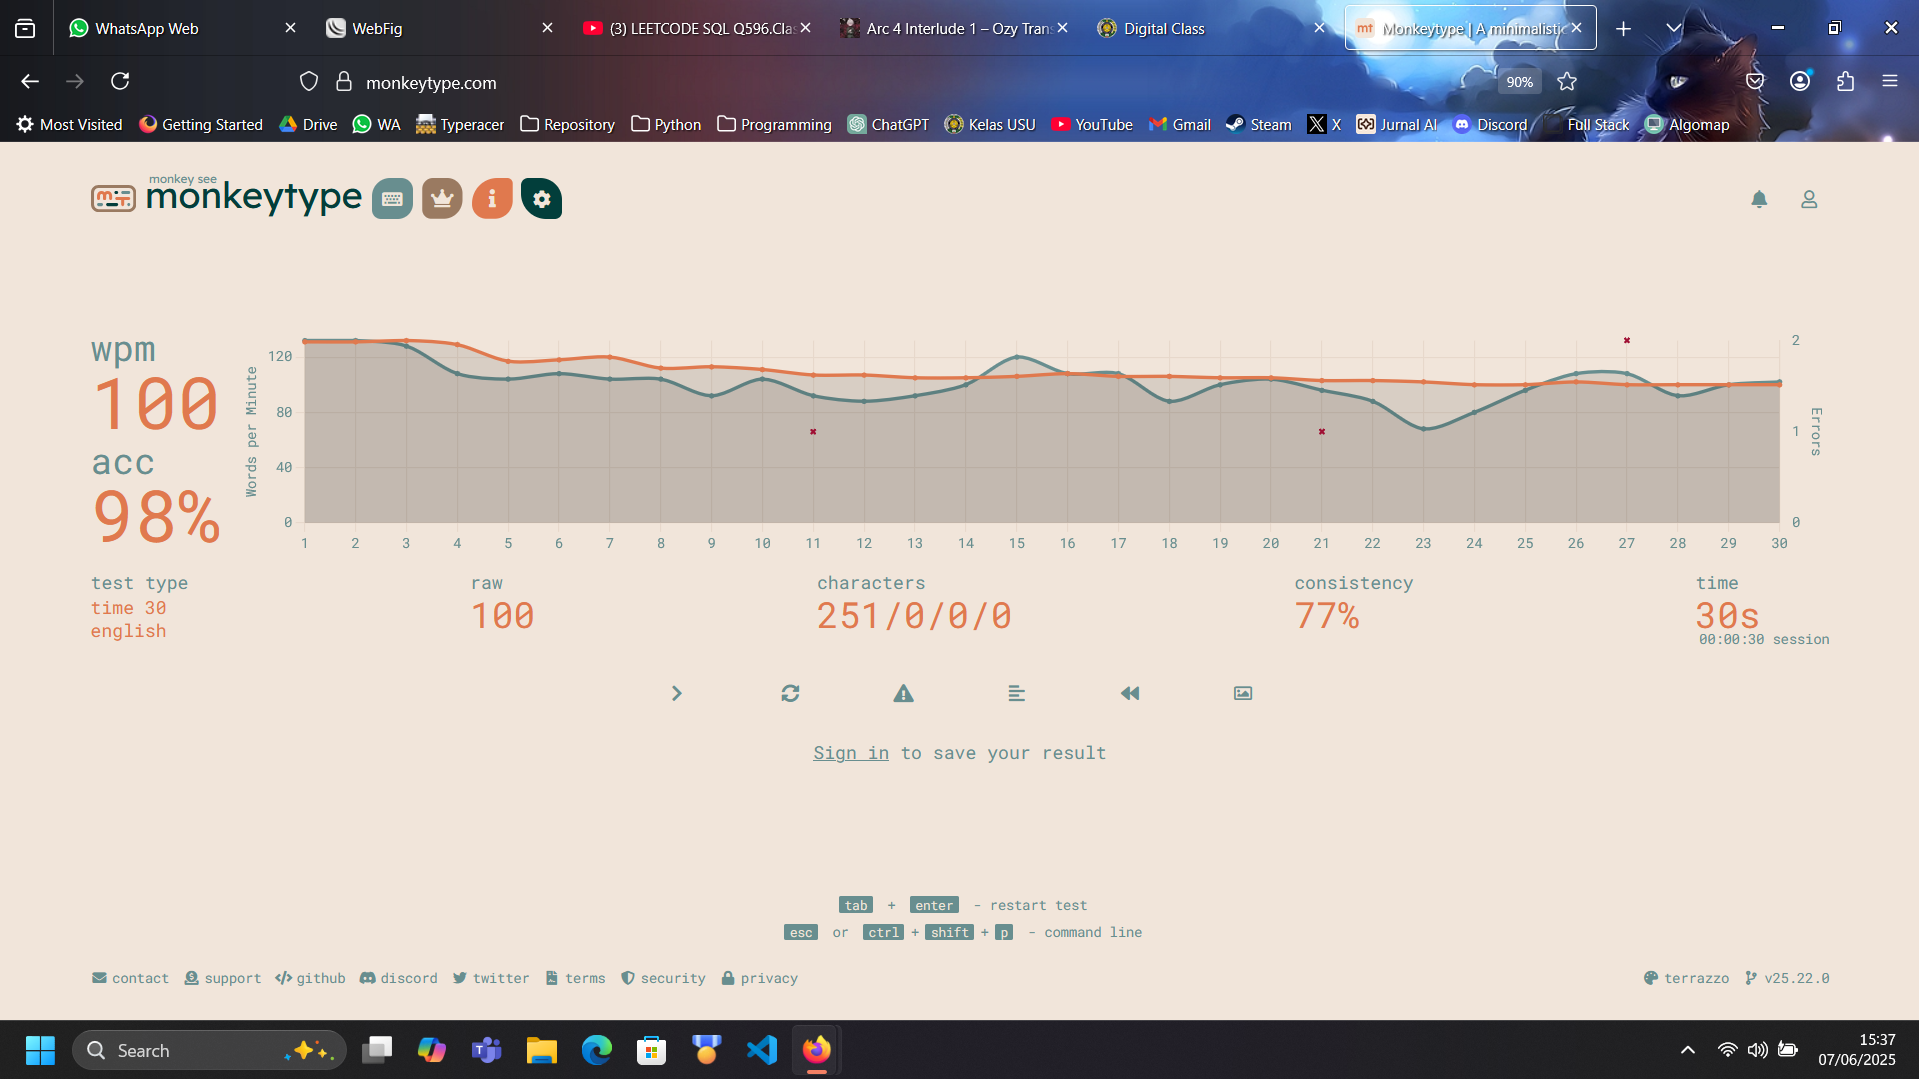 WhatsApp Web
WebFig
(3) LEETCODE SQL Q596.Clas
Arc 4 Interlude 1 – Ozy Trans
Digital Class
mt Monkeytype | A minimalistic
monkeytype.com
90%
Most Visited
Getting Started
Drive
WA
Typeracer
Repository
Python
Programming
ChatGPT
Kelas USU
YouTube
Gmail
Steam
X
Jurnal AI
Discord
Full Stack
Algomap
monkey see
monkeytype
wpm
100
acc
98%
Words per Minute
120
80
40
0
1 2 3 4 5 6 7 8 9 10 11 12 13 14 15 16 17 18 19 20 21 22 23 24 25 26 27 28 29 30
2
1
0
Errors
test type
time 30
english
raw
100
characters
251/0/0/0
consistency
77%
time
30s
00:00:30 session
Sign in to save your result
tab + enter - restart test
esc or ctrl + shift + p - command line
contact support github discord twitter terms security privacy
terrazzo v25.22.0
Search
15:37
07/06/2025